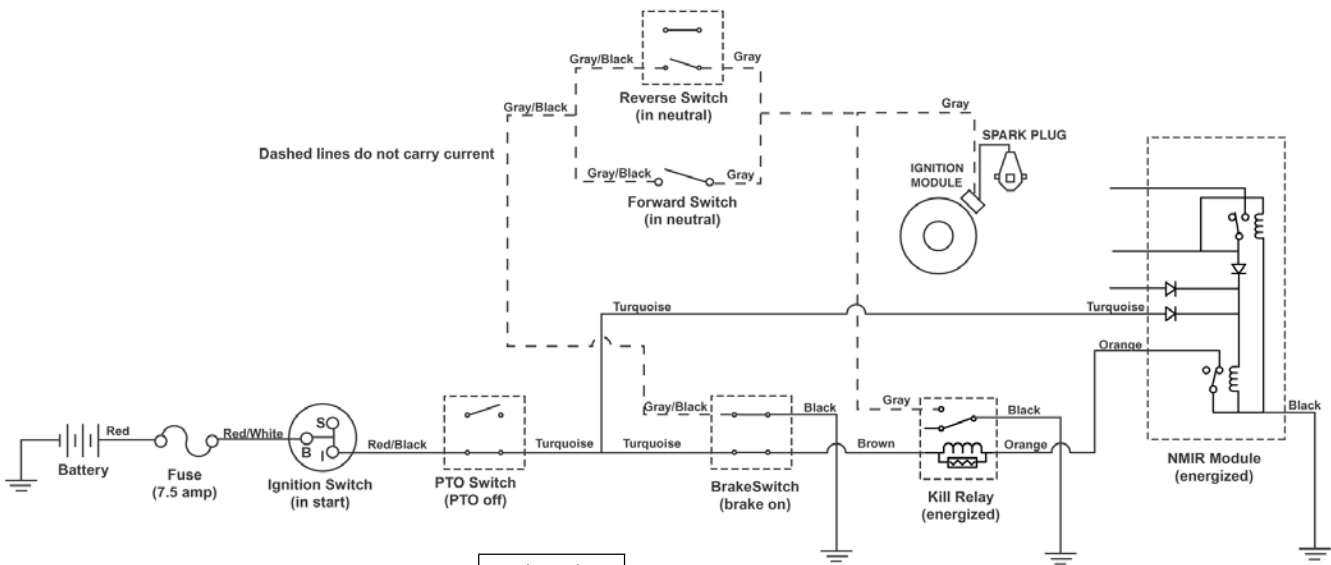 Gray/Black
Gray
Reverse Switch
(in neutral)
Gray/Black
Gray
SPARK PLUG
Dashed lines do not carry current
IGNITION
MODULE
Gray/Black
Gray
Forward Switch
(in neutral)
Turquoise
Turquoise
Orange
Gray/Black
Black
Gray
Black
Black
Red
Red/White
S
B
I
Red/Black
Turquoise
Turquoise
Brown
Orange
Battery
Fuse
(7.5 amp)
Ignition Switch
(in start)
PTO Switch
(PTO off)
BrakeSwitch
(brake on)
Kill Relay
(energized)
NMIR Module
(energized)